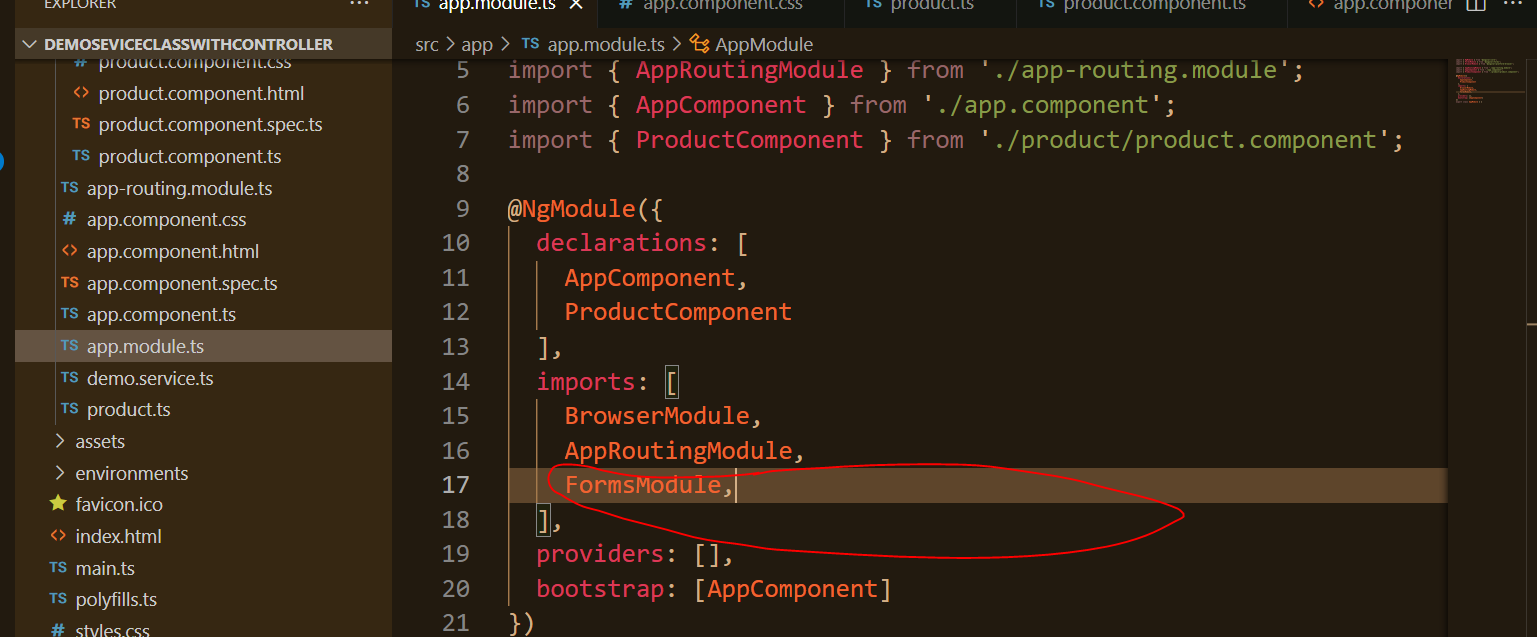 EXPLORER
···
TS app.module.ts ×
# app.component.css
TS product.ts
TS product.component.ts
<> app.componer
···
DEMOSEVICECLASSWITHCONTROLLER
# product.component.css
<> product.component.html
TS product.component.spec.ts
TS product.component.ts
TS app-routing.module.ts
# app.component.css
<> app.component.html
TS app.component.spec.ts
TS app.component.ts
TS app.module.ts
TS demo.service.ts
TS product.ts
> assets
> environments
favicon.ico
<> index.html
TS main.ts
TS polyfills.ts
# styles.css
src > app > TS app.module.ts > AppModule
5 import { AppRoutingModule } from './app-routing.module';
6 import { AppComponent } from './app.component';
7 import { ProductComponent } from './product/product.component';
8
9 @NgModule({
10 declarations: [
11 AppComponent,
12 ProductComponent
13 ],
14 imports: [
15 BrowserModule,
16 AppRoutingModule,
17 FormsModule,
18 ],
19 providers: [],
20 bootstrap: [AppComponent]
21 })